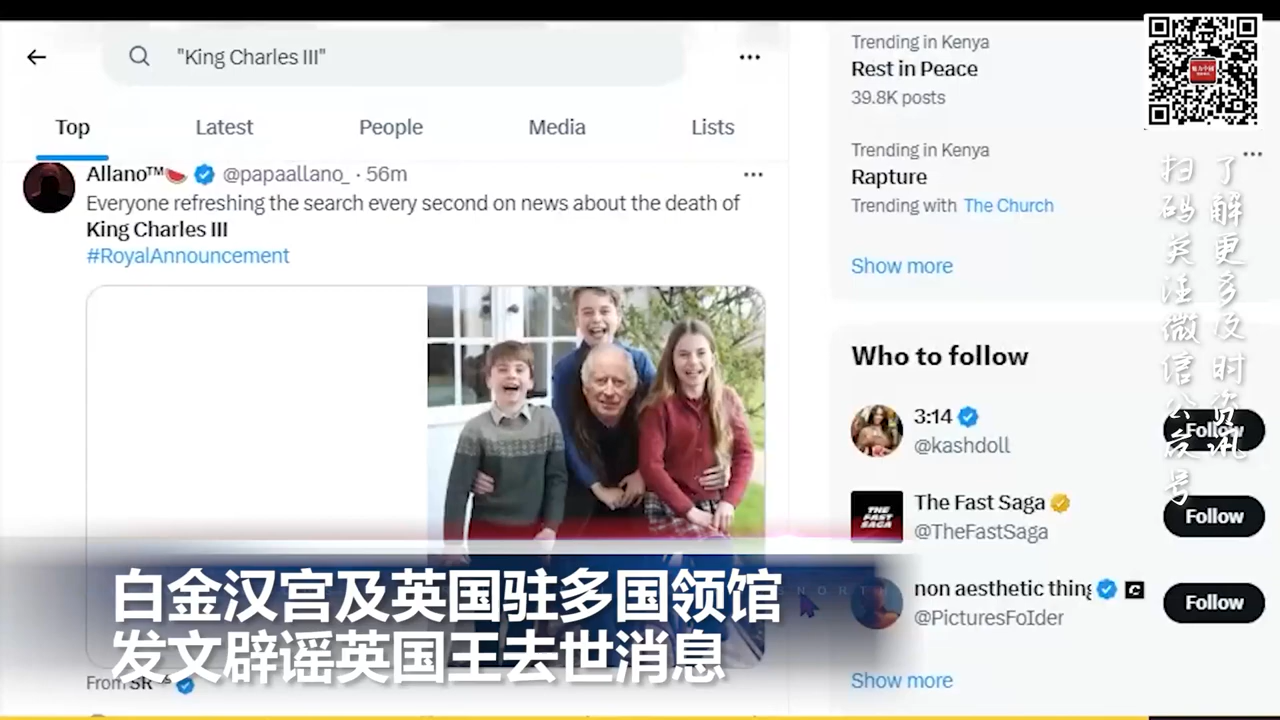 "King Charles III"
Top
Latest
People
Media
Lists
Allano™🍉 @papaallano_ · 56m
Everyone refreshing the search every second on news about the death of
King Charles III
#RoyalAnnouncement
From SR
白金汉宫及英国驻多国领馆
发文辟谣英国王去世消息
Trending in Kenya
Rest in Peace
39.8K posts
Trending in Kenya
Rapture
Trending with The Church
Show more
Who to follow
3:14
@kashdoll
Follow
THE FAST SAGA
The Fast Saga
@TheFastSaga
Follow
non aesthetic thing
@PicturesFoIder
Follow
Show more
了解更多及时资讯
扫码关注微信公众号